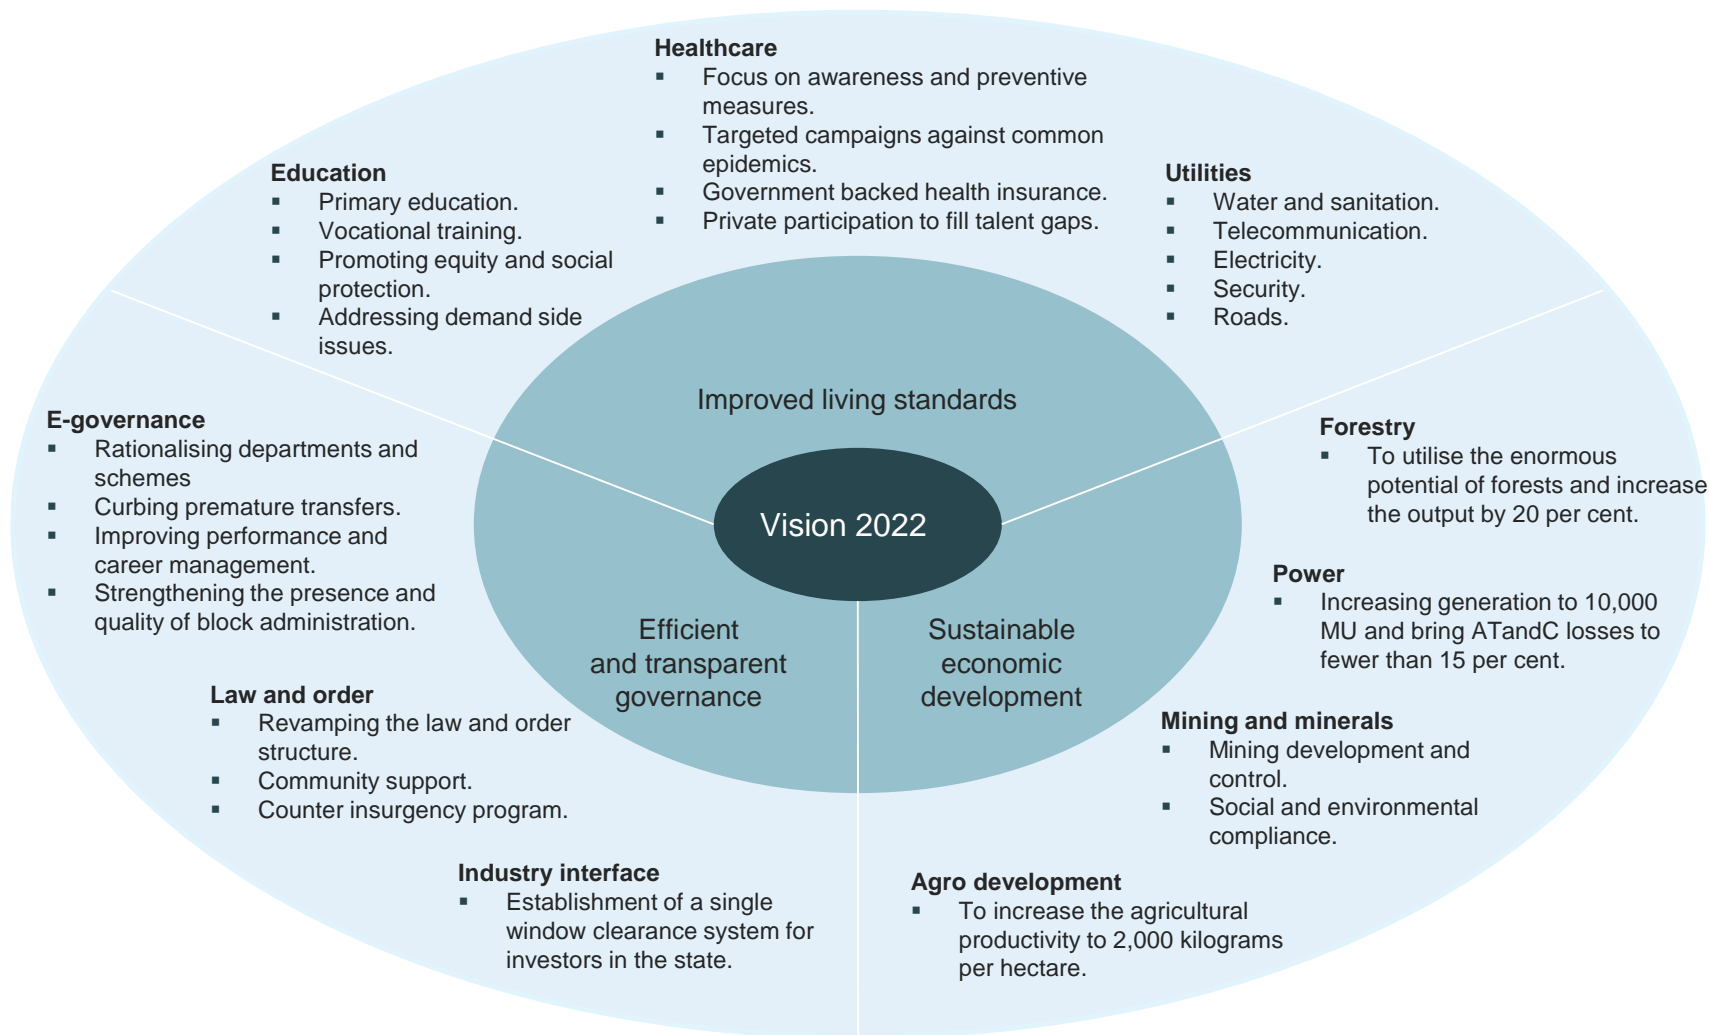 Healthcare
▪ Focus on awareness and preventive
measures.
▪ Targeted campaigns against common
epidemics.
▪ Government backed health insurance.
▪ Private participation to fill talent gaps.
Education
▪ Primary education.
▪ Vocational training.
▪ Promoting equity and social
protection.
▪ Addressing demand side
issues.
Utilities
▪ Water and sanitation.
▪ Telecommunication.
▪ Electricity.
▪ Security.
▪ Roads.
Improved living standards
E-governance
▪ Rationalising departments and
schemes
▪ Curbing premature transfers.
▪ Improving performance and
career management.
▪ Strengthening the presence and
quality of block administration.
Forestry
▪ To utilise the enormous
potential of forests and increase
the output by 20 per cent.
Vision 2022
Power
▪ Increasing generation to 10,000
MU and bring ATandC losses to
fewer than 15 per cent.
Efficient
and transparent
governance
Sustainable
economic
development
Law and order
▪ Revamping the law and order
structure.
▪ Community support.
▪ Counter insurgency program.
Mining and minerals
▪ Mining development and
control.
▪ Social and environmental
compliance.
Industry interface
▪ Establishment of a single
window clearance system for
investors in the state.
Agro development
▪ To increase the agricultural
productivity to 2,000 kilograms
per hectare.